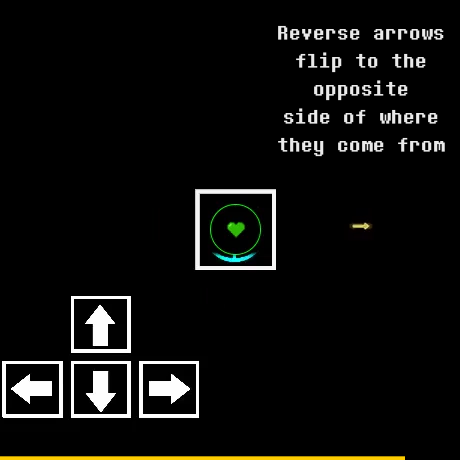 Reverse arrows
flip to the
opposite
side of where
they come from